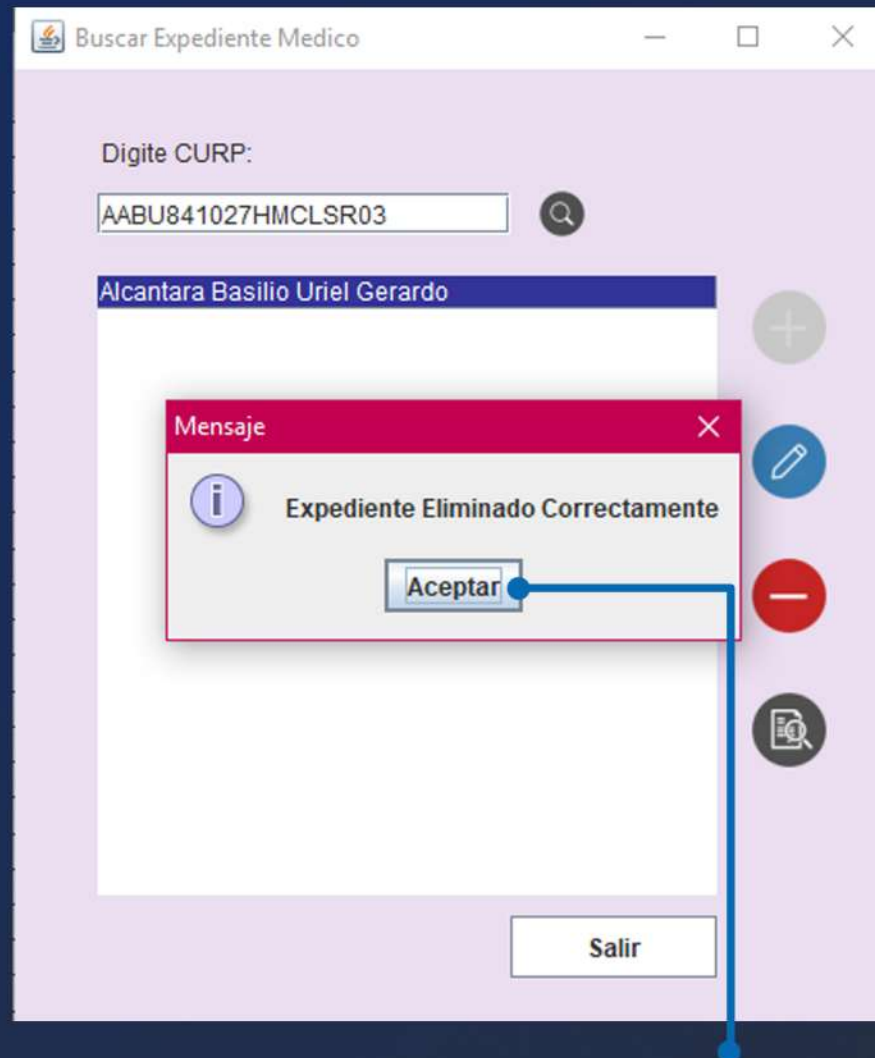 Buscar Expediente Medico
Digite CURP:
AABU841027HMCLSR03
Alcantara Basilio Uriel Gerardo
Mensaje
Expediente Eliminado Correctamente
Aceptar
Salir